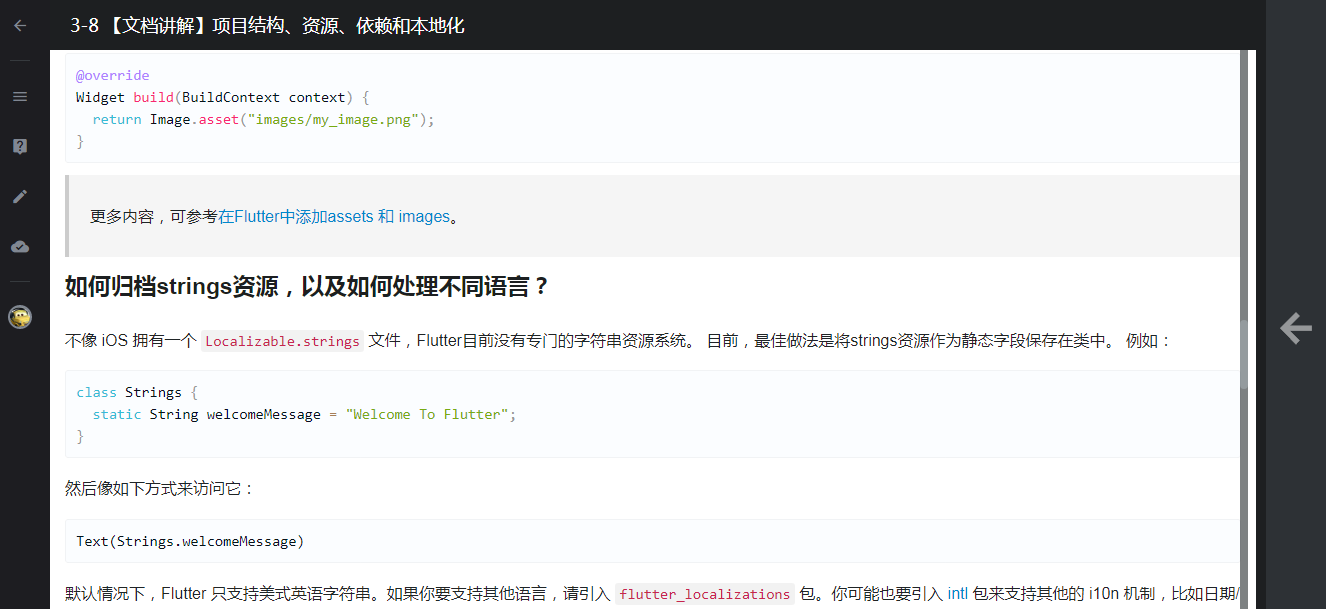 3-8 【文档讲解】项目结构、资源、依赖和本地化
@override
Widget build(BuildContext context) {
  return Image.asset("images/my_image.png");
}
更多内容，可参考在Flutter中添加assets 和 images。
如何归档strings资源，以及如何处理不同语言？
不像 iOS 拥有一个 Localizable.strings 文件，Flutter目前没有专门的字符串资源系统。 目前，最佳做法是将strings资源作为静态字段保存在类中。 例如：
class Strings {
  static String welcomeMessage = "Welcome To Flutter";
}
然后像如下方式来访问它：
Text(Strings.welcomeMessage)
默认情况下，Flutter 只支持美式英语字符串。如果你要支持其他语言，请引入 flutter_localizations 包。你可能也要引入 intl 包来支持其他的 i10n 机制，比如日期/